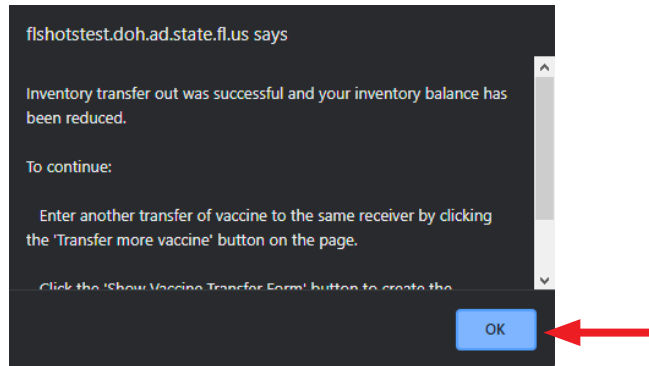 flshotstest.doh.ad.state.fl.us says
Inventory transfer out was successful and your inventory balance has
been reduced.
To continue:
Enter another transfer of vaccine to the same receiver by clicking
the 'Transfer more vaccine' button on the page.
Click the 'Show Vaccine Transfer Form' button to create the
OK